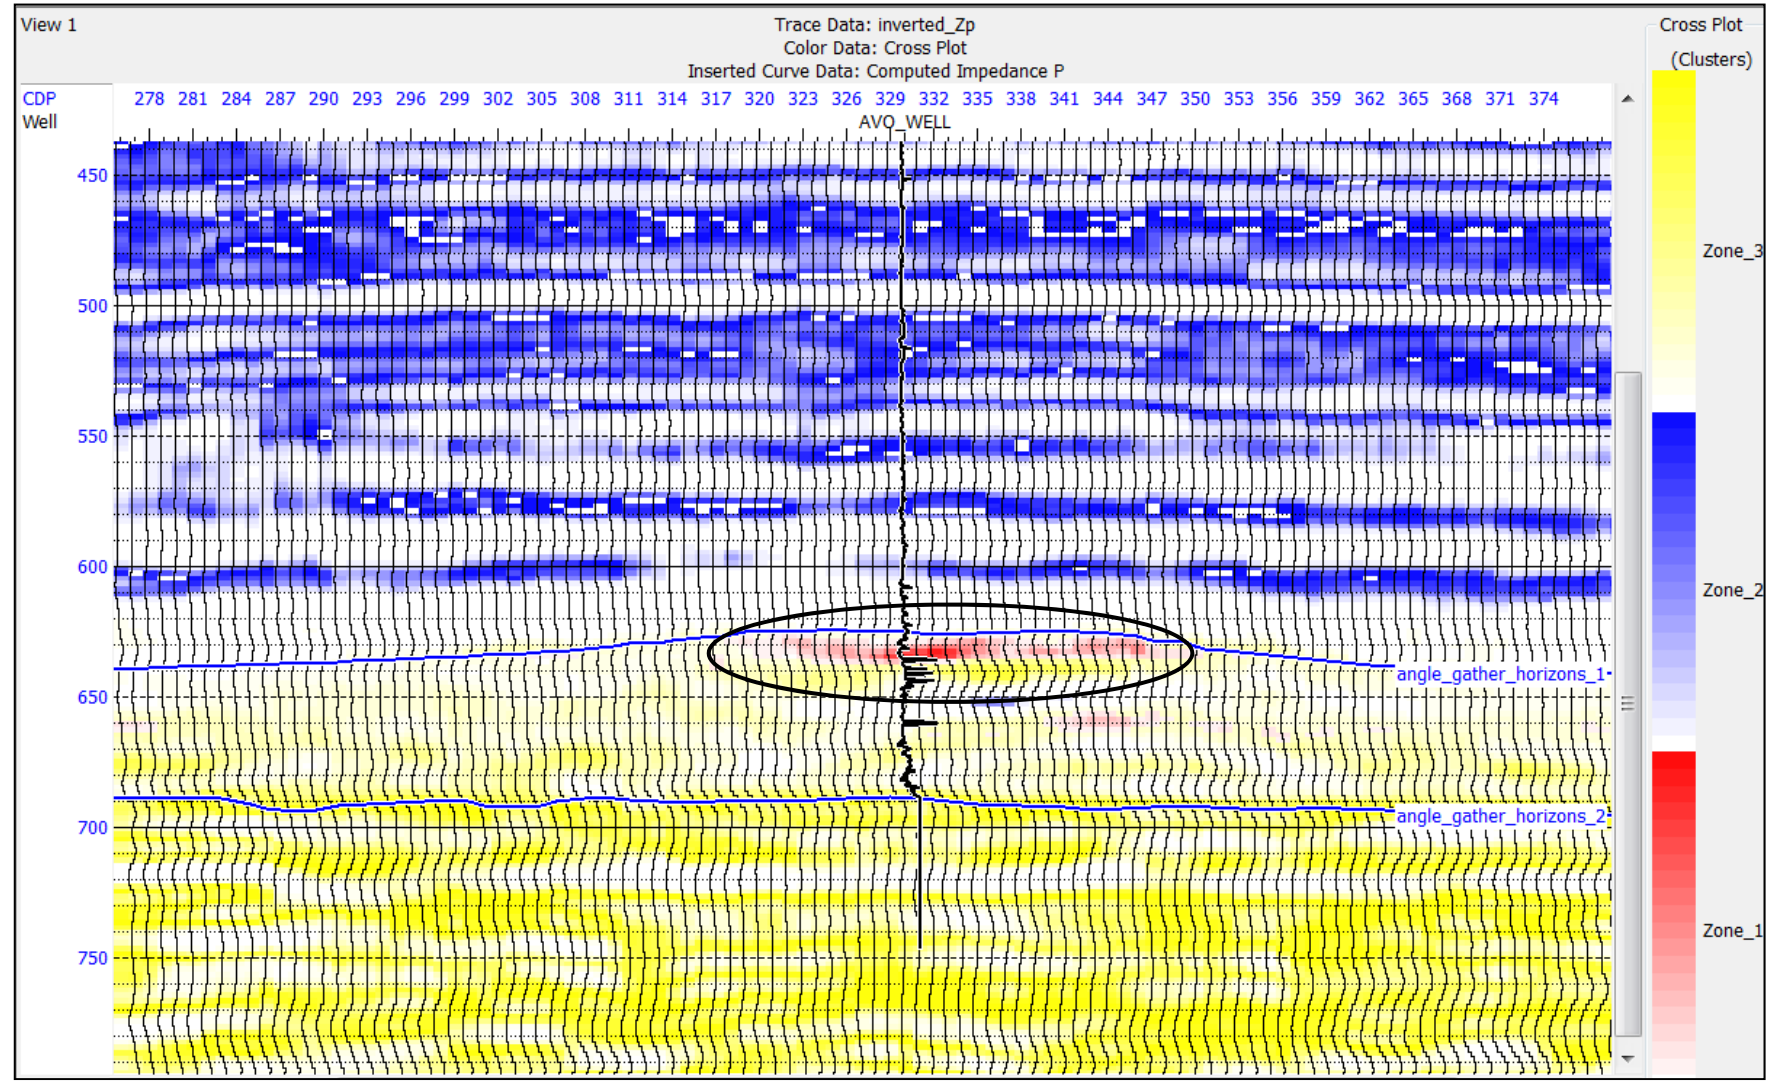 View 1
Trace Data: inverted_Zp
Color Data: Cross Plot
Inserted Curve Data: Computed Impedance P
Cross Plot
(Clusters)
CDP 278 281 284 287 290 293 296 299 302 305 308 311 314 317 320 323 326 329 332 335 338 341 344 347 350 353 356 359 362 365 368 371 374
Well AVO_WELL
450
500
550
600
650
700
750
angle_gather_horizons_1
angle_gather_horizons_2
Zone_3
Zone_2
Zone_1